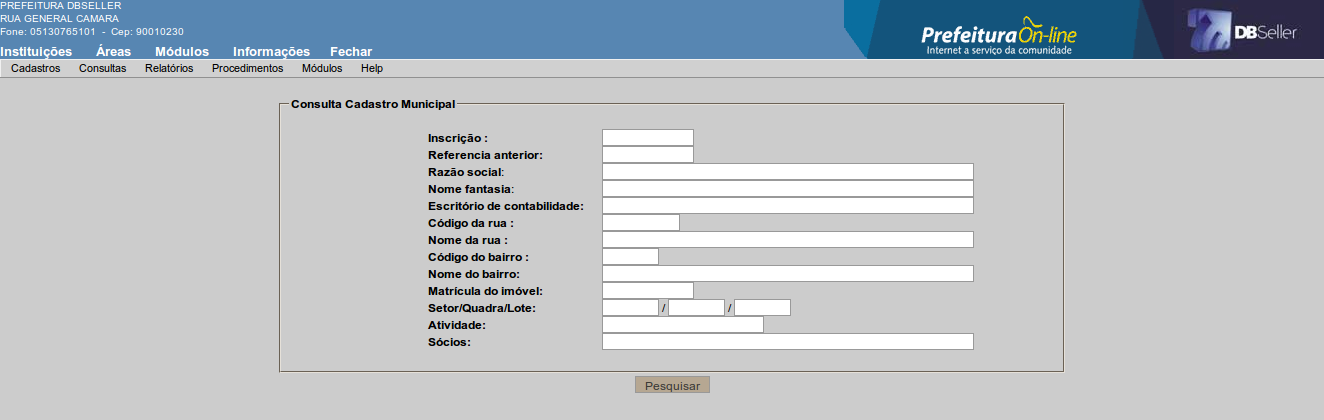 PREFEITURA DBSELLER
RUA GENERAL CAMARA
Fone: 05130765101 - Cep: 90010230
Instituições Áreas Módulos Informações Fechar
Prefeitura On-line
Internet a serviço da comunidade
DBSeller
Cadastros Consultas Relatórios Procedimentos Módulos Help
Consulta Cadastro Municipal
Inscrição :
Referencia anterior:
Razão social:
Nome fantasia:
Escritório de contabilidade:
Código da rua :
Nome da rua :
Código do bairro :
Nome do bairro:
Matrícula do imóvel:
Setor/Quadra/Lote: / /
Atividade:
Sócios:
Pesquisar